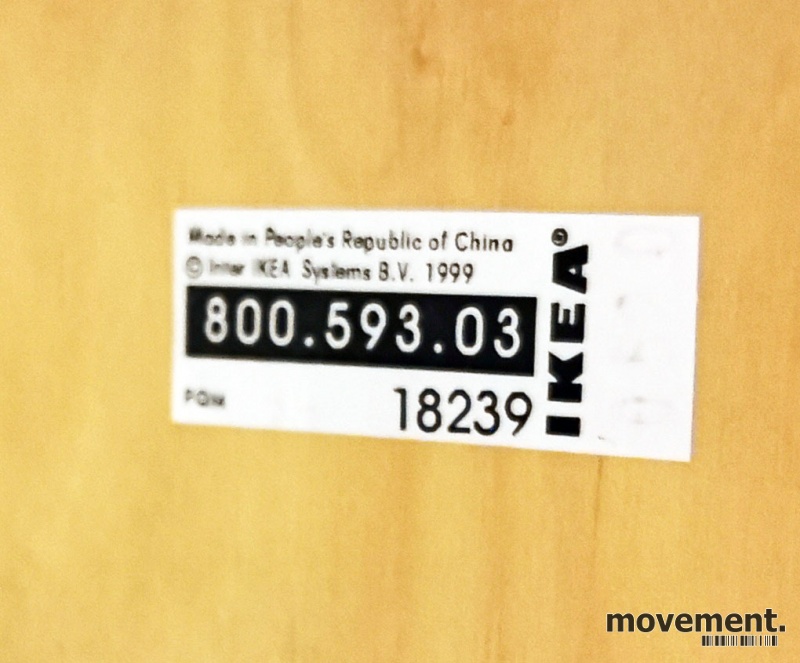 Made in People's Republic of China
© Inter IKEA Systems B.V. 1999
800.593.03
18239
IKEA®
movement.